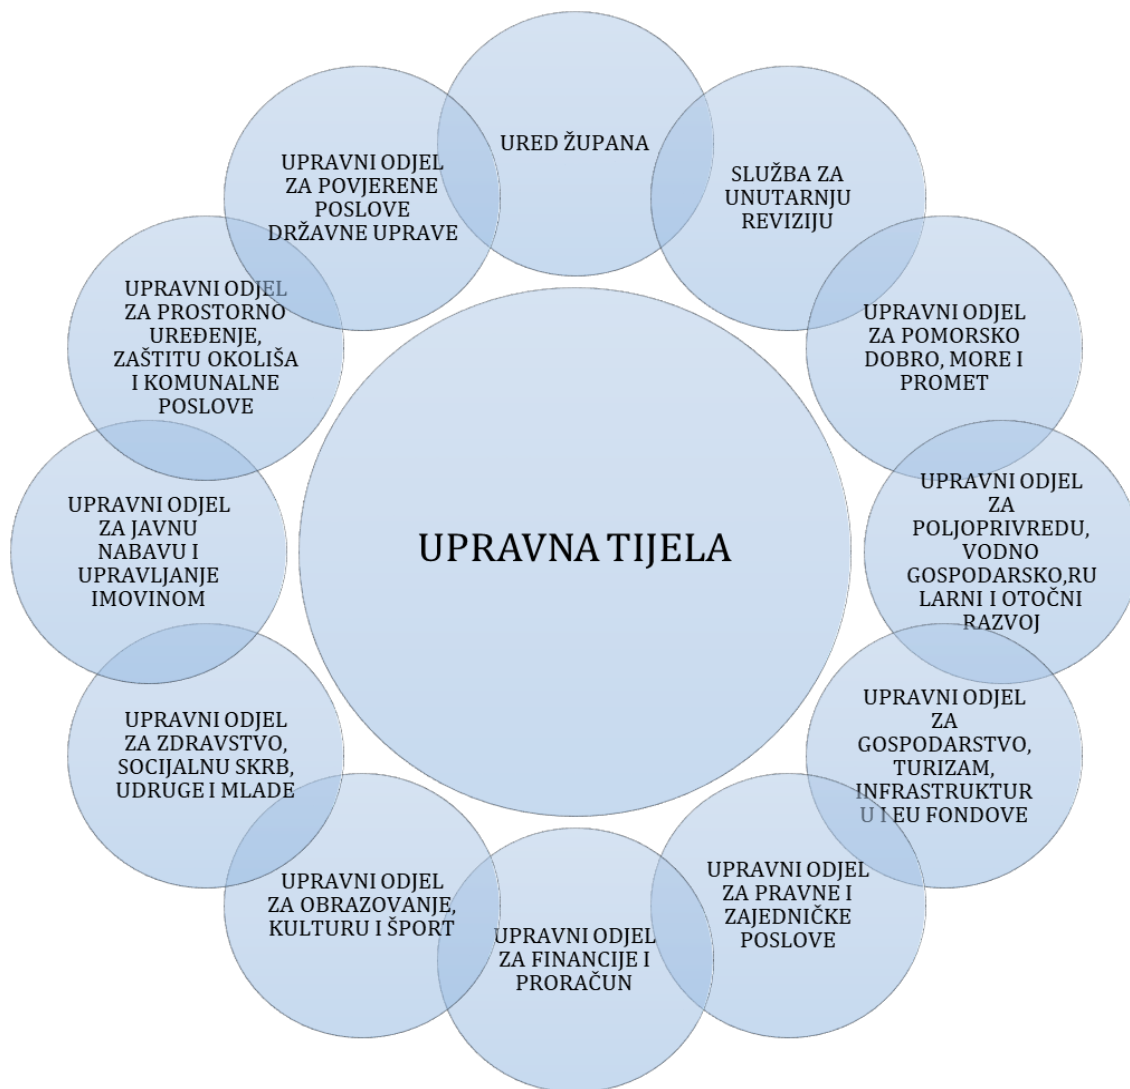 URED ŽUPANA
SLUŽBA ZA
UNUTARNJU
REVIZIJU
UPRAVNI ODJEL
ZA POMORSKO
DOBRO, MORE I
PROMET
UPRAVNI ODJEL
ZA
POLJOPRIVREDU,
VODNO
GOSPODARSKO,RU
LARNI I OTOČNI
RAZVOJ
UPRAVNI ODJEL
ZA
GOSPODARSTVO,
TURIZAM,
INFRASTRUKTUR
U I EU FONDOVE
UPRAVNI ODJEL
ZA PRAVNE I
ZAJEDNIČKE
POSLOVE
UPRAVNI ODJEL
ZA FINANCIJE I
PRORAČUN
UPRAVNI ODJEL
ZA OBRAZOVANJE,
KULTURU I ŠPORT
UPRAVNI ODJEL
ZA ZDRAVSTVO,
SOCIJALNU SKRB,
UDRUGE I MLADE
UPRAVNI ODJEL
ZA JAVNU
NABAVU I
UPRAVLJANJE
IMOVINOM
UPRAVNI ODJEL
ZA PROSTORNO
UREĐENJE,
ZAŠTITU OKOLIŠA
I KOMUNALNE
POSLOVE
UPRAVNI ODJEL
ZA POVJERENE
POSLOVE
DRŽAVNE UPRAVE
UPRAVNA TIJELA